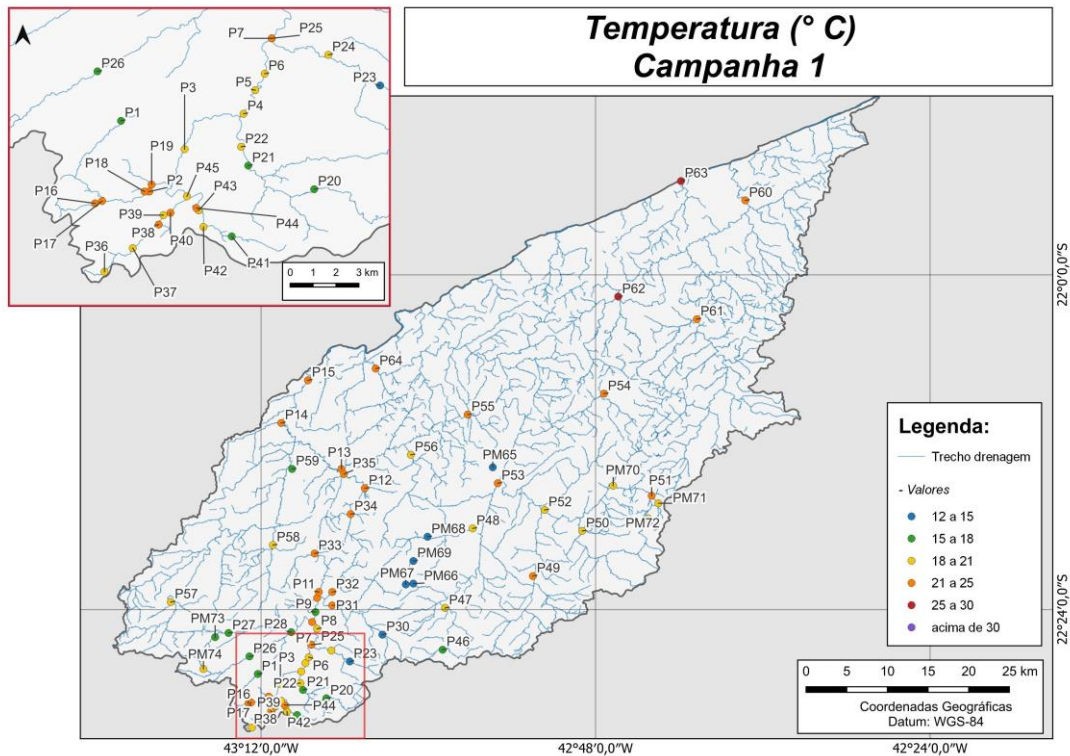 Temperatura (° C)
Campanha 1
P7
P25
P24
P26
P6
P23
P5
P3
P1
P4
P22
P19
P21
P18
P45
P20
P2
P43
P16
P39
P44
P17
P38
P40
P36
P42
P41
P37
0 1 2 3 km
P63
P60
22°0'0,0"S
P62
P61
P64
P15
P54
P55
P14
P56
P59
P13
P35
PM65
P53
PM70
P51
P12
PM71
P52
P34
PM72
PM68
P48
P50
P58
P33
PM69
P49
PM67
PM66
P11
P32
P57
P9
P31
P47
22°24'0,0"S
PM73
P27
P28
P8
P30
P7
P25
P46
PM74
P26
P3
P23
P1
P6
P22
P21
P16
P39
P20
P44
P17
P38
P42
Legenda:
Trecho drenagem
- Valores
12 a 15
15 a 18
18 a 21
21 a 25
25 a 30
acima de 30
0 5 10 15 20 25 km
Coordenadas Geográficas
Datum: WGS-84
43°12'0,0"W
42°48'0,0"W
42°24'0,0"W